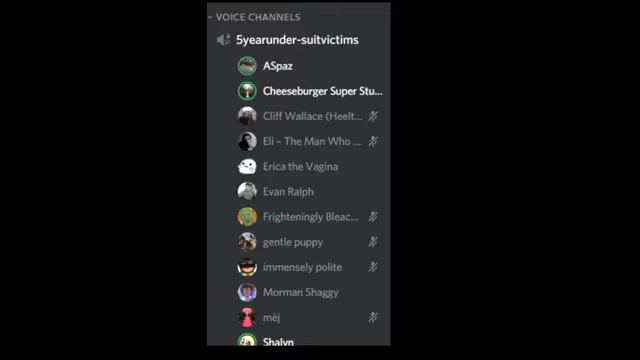 VOICE CHANNELS
5yearunder-suitvictims
ASpaz
Cheeseburger Super Stu...
Cliff Wallace (Heelt...
Eli – The Man Who ...
Erica the Vagina
Evan Ralph
Frighteningly Bleac...
gentle puppy
immensely polite
Morman Shaggy
mèj
Shalyn